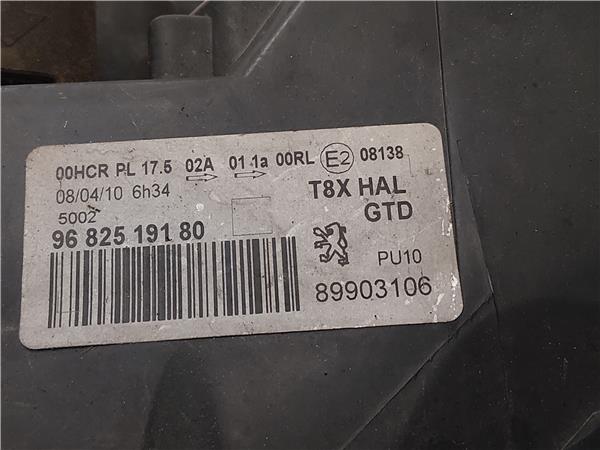 00HCR PL 17.5 02A 01 1a 00RL E2 08138
08/04/10 6h34 T8X HAL
5002 GTD
96 825 191 80
PU10
89903106